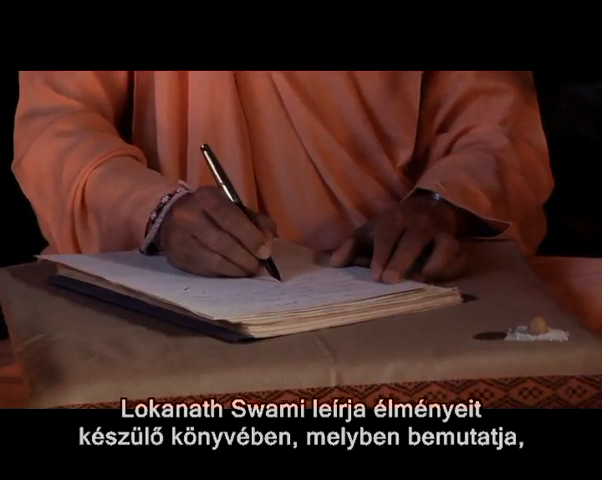 Lokanath Swami leírja élményeit
készülő könyvében, melyben bemutatja,